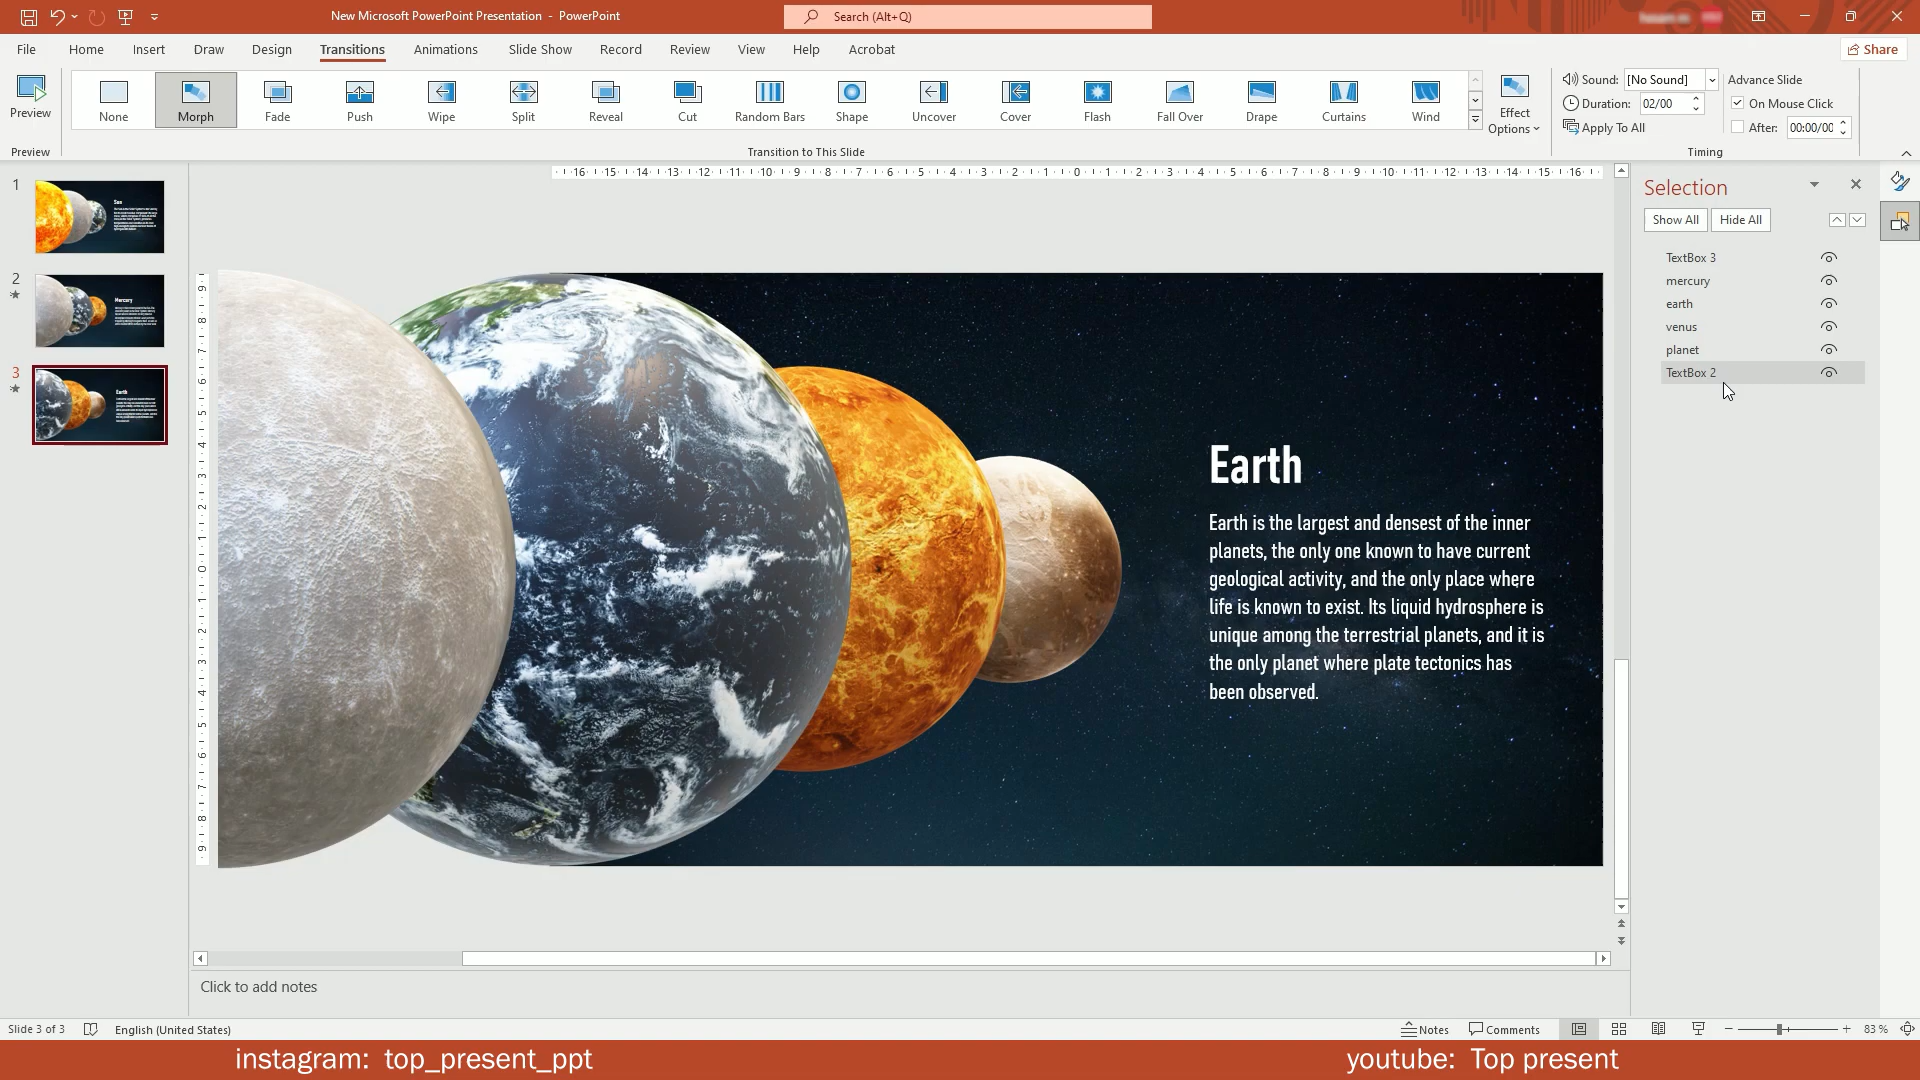 New Microsoft PowerPoint Presentation - PowerPoint
Search (Alt+Q)
File Home Insert Draw Design Transitions Animations Slide Show Record Review View Help Acrobat
Share
Preview
None Morph Fade Push Wipe Split Reveal Cut Random Bars Shape Uncover Cover Flash Fall Over Drape Curtains Wind
Effect
Options
Sound: [No Sound]
Duration: 02/00
Apply To All
Advance Slide
On Mouse Click
After: 00:00/00
Preview
Transition to This Slide
Timing
1
Sun
2
Mercury
3
Earth
Earth
Earth is the largest and densest of the inner
planets, the only one known to have current
geological activity, and the only place where
life is known to exist. Its liquid hydrosphere is
unique among the terrestrial planets, and it is
the only planet where plate tectonics has
been observed.
Selection
Show All Hide All
TextBox 3
mercury
earth
venus
planet
TextBox 2
Click to add notes
Slide 3 of 3
English (United States)
Notes
Comments
83 %
instagram: top_present_ppt
youtube: Top present